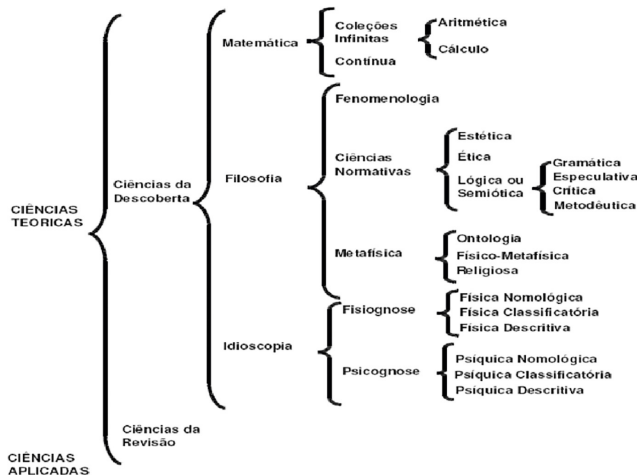 Matemática
Coleções
Infinitas
Contínua
Aritmética
Cálculo
Fenomenologia
Filosofia
Ciências
Normativas
Estética
Ética
Lógica ou
Semiótica
Gramática
Especulativa
Crítica
Metodêutica
Metafísica
Ontologia
Físico-Metafísica
Religiosa
CIÊNCIAS
TEORICAS
Ciências da
Descoberta
Idioscopia
Fisiognose
Física Nomológica
Física Classificatória
Física Descritiva
Psicognose
Psíquica Nomológica
Psíquica Classificatória
Psíquica Descritiva
Ciências da
Revisão
CIÊNCIAS
APLICADAS